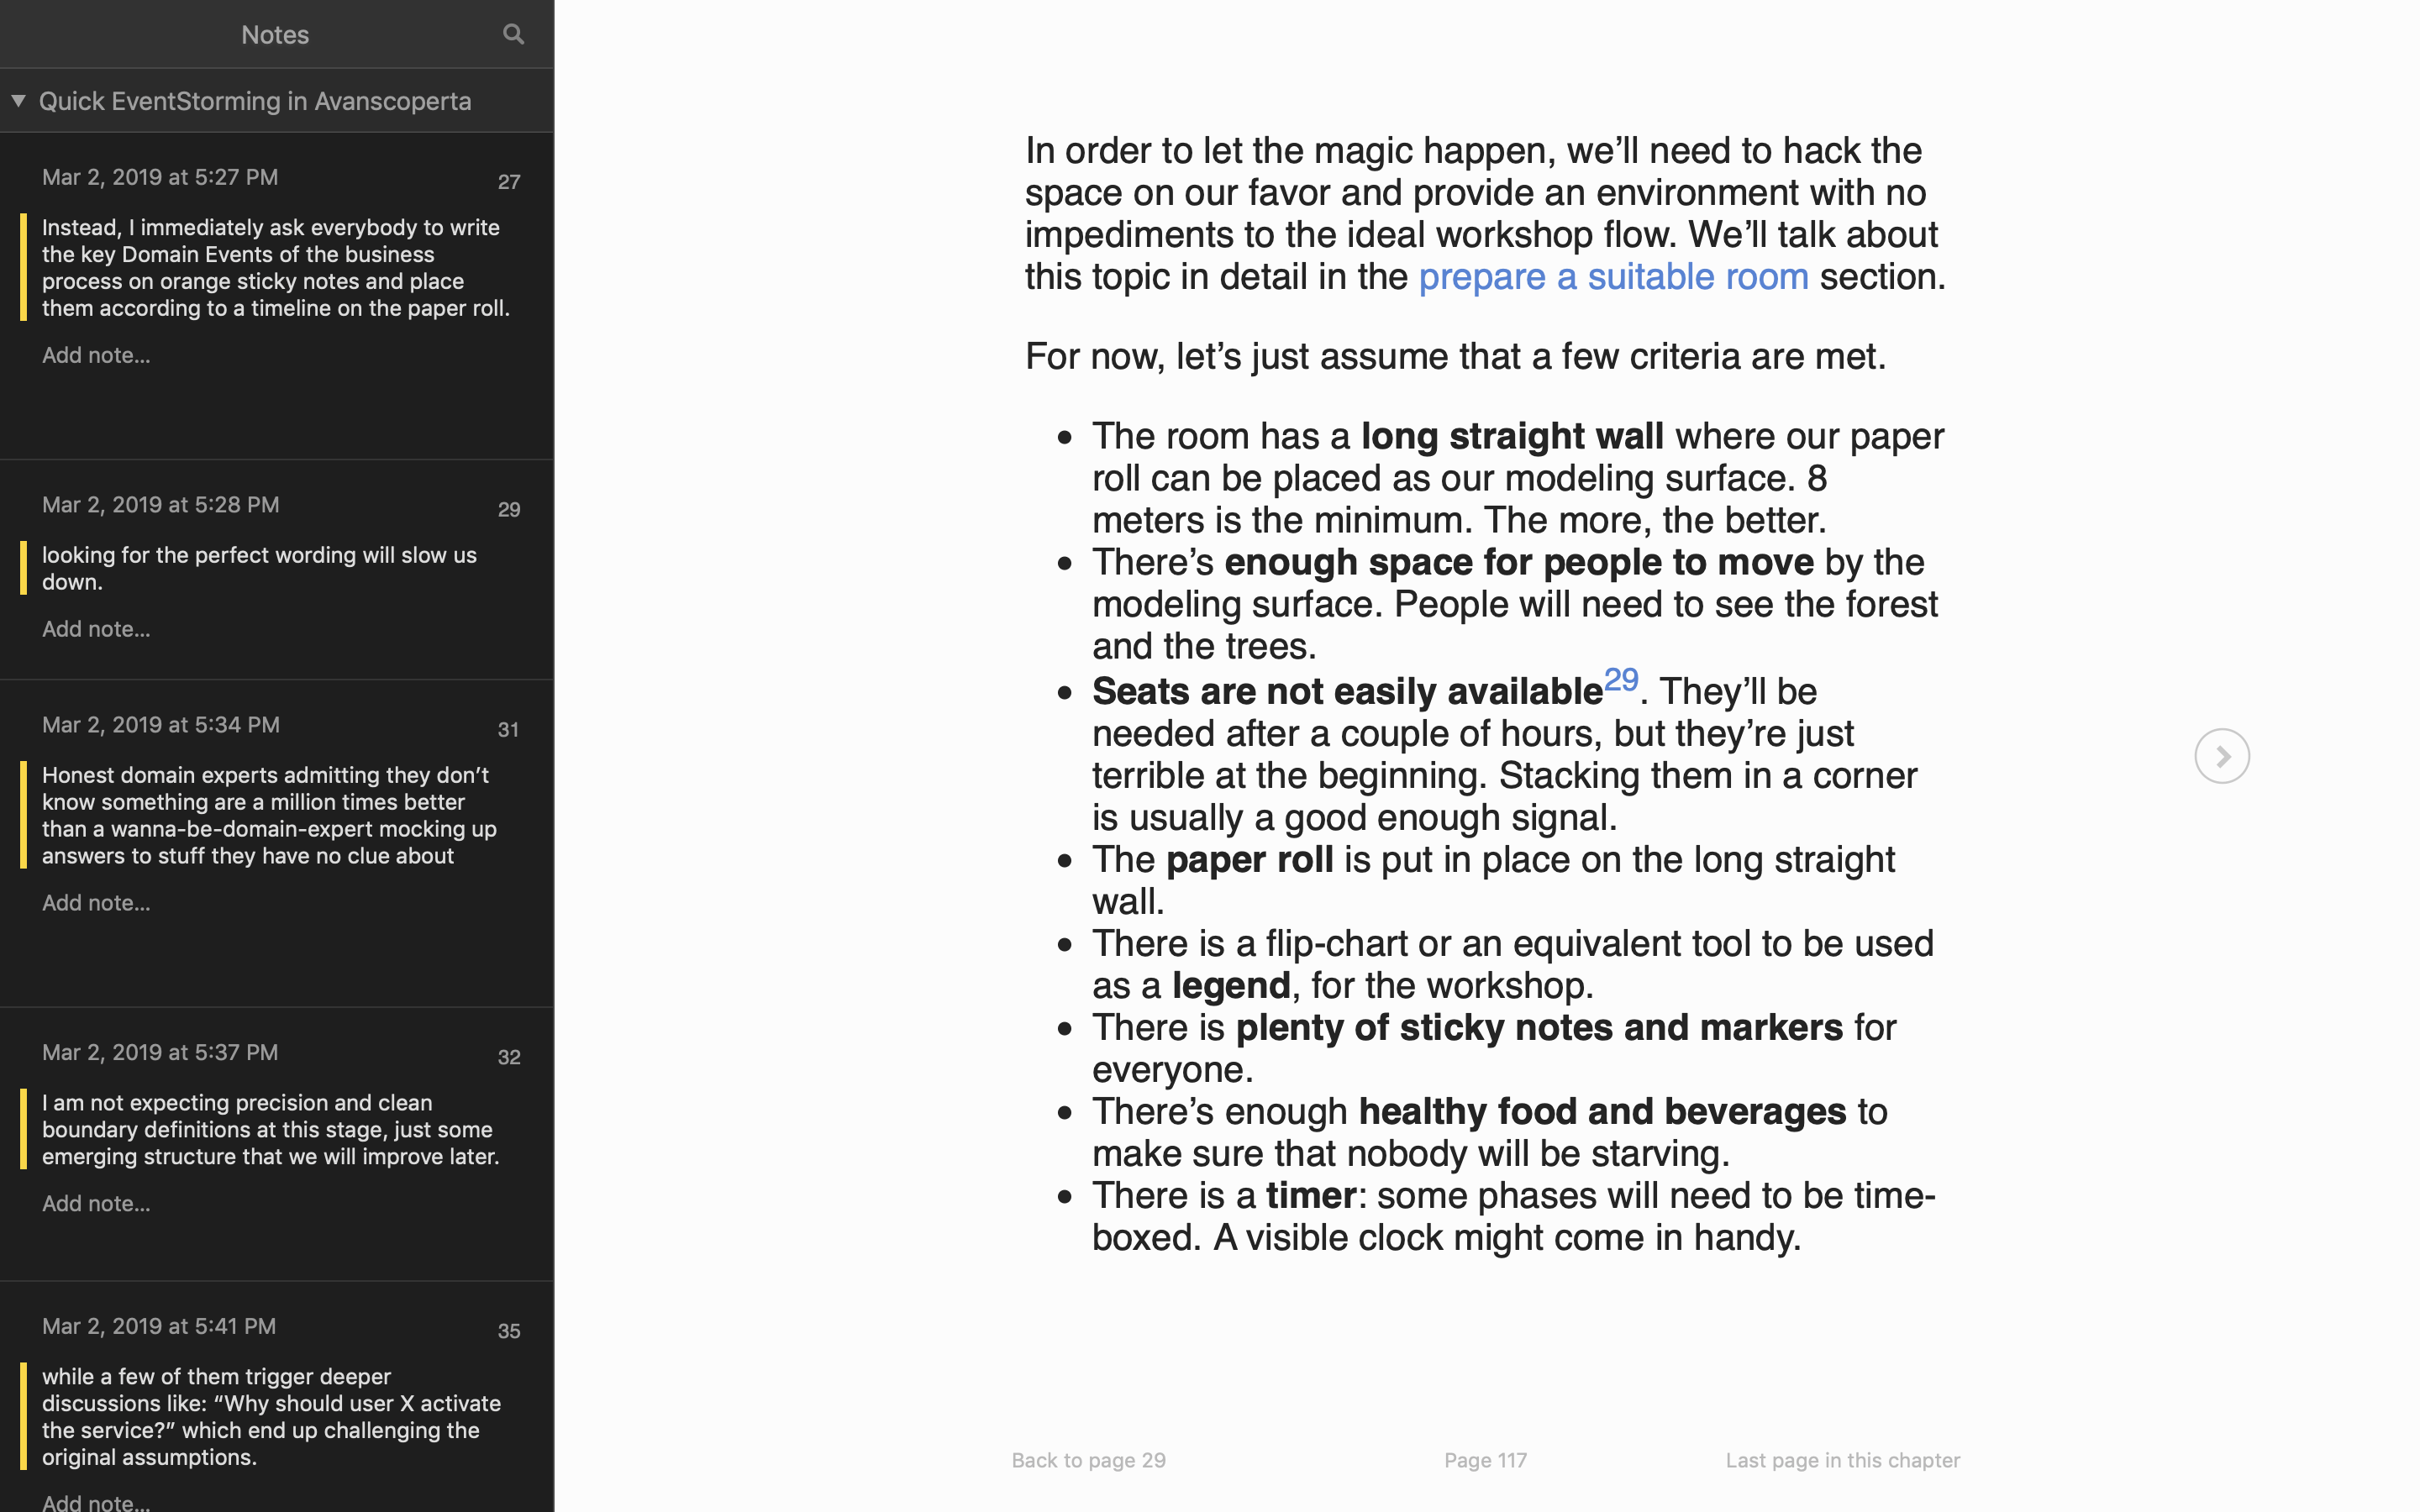 Notes
Quick EventStorming in Avanscoperta
Mar 2, 2019 at 5:27 PM
27
Instead, I immediately ask everybody to write
the key Domain Events of the business
process on orange sticky notes and place
them according to a timeline on the paper roll.
Add note...
Mar 2, 2019 at 5:28 PM
29
looking for the perfect wording will slow us
down.
Add note...
Mar 2, 2019 at 5:34 PM
31
Honest domain experts admitting they don’t
know something are a million times better
than a wanna-be-domain-expert mocking up
answers to stuff they have no clue about
Add note...
Mar 2, 2019 at 5:37 PM
32
I am not expecting precision and clean
boundary definitions at this stage, just some
emerging structure that we will improve later.
Add note...
Mar 2, 2019 at 5:41 PM
35
while a few of them trigger deeper
discussions like: “Why should user X activate
the service?” which end up challenging the
original assumptions.
Add note...
In order to let the magic happen, we’ll need to hack the
space on our favor and provide an environment with no
impediments to the ideal workshop flow. We’ll talk about
this topic in detail in the prepare a suitable room section.
For now, let’s just assume that a few criteria are met.
• The room has a long straight wall where our paper
roll can be placed as our modeling surface. 8
meters is the minimum. The more, the better.
• There’s enough space for people to move by the
modeling surface. People will need to see the forest
and the trees.
• Seats are not easily available29. They’ll be
needed after a couple of hours, but they’re just
terrible at the beginning. Stacking them in a corner
is usually a good enough signal.
• The paper roll is put in place on the long straight
wall.
• There is a flip-chart or an equivalent tool to be used
as a legend, for the workshop.
• There is plenty of sticky notes and markers for
everyone.
• There’s enough healthy food and beverages to
make sure that nobody will be starving.
• There is a timer: some phases will need to be time-
boxed. A visible clock might come in handy.
Back to page 29
Page 117
Last page in this chapter